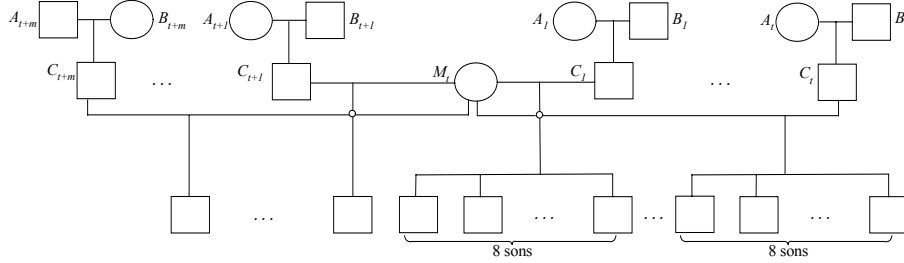 A_{t+m} B_{t+m} A_{t+1} B_{t+1} A_1 B_1 A_t B
C_{t+m} ... C_{t+1} M_t C_1 ... C_t
... ... ... ...
8 sons 8 sons